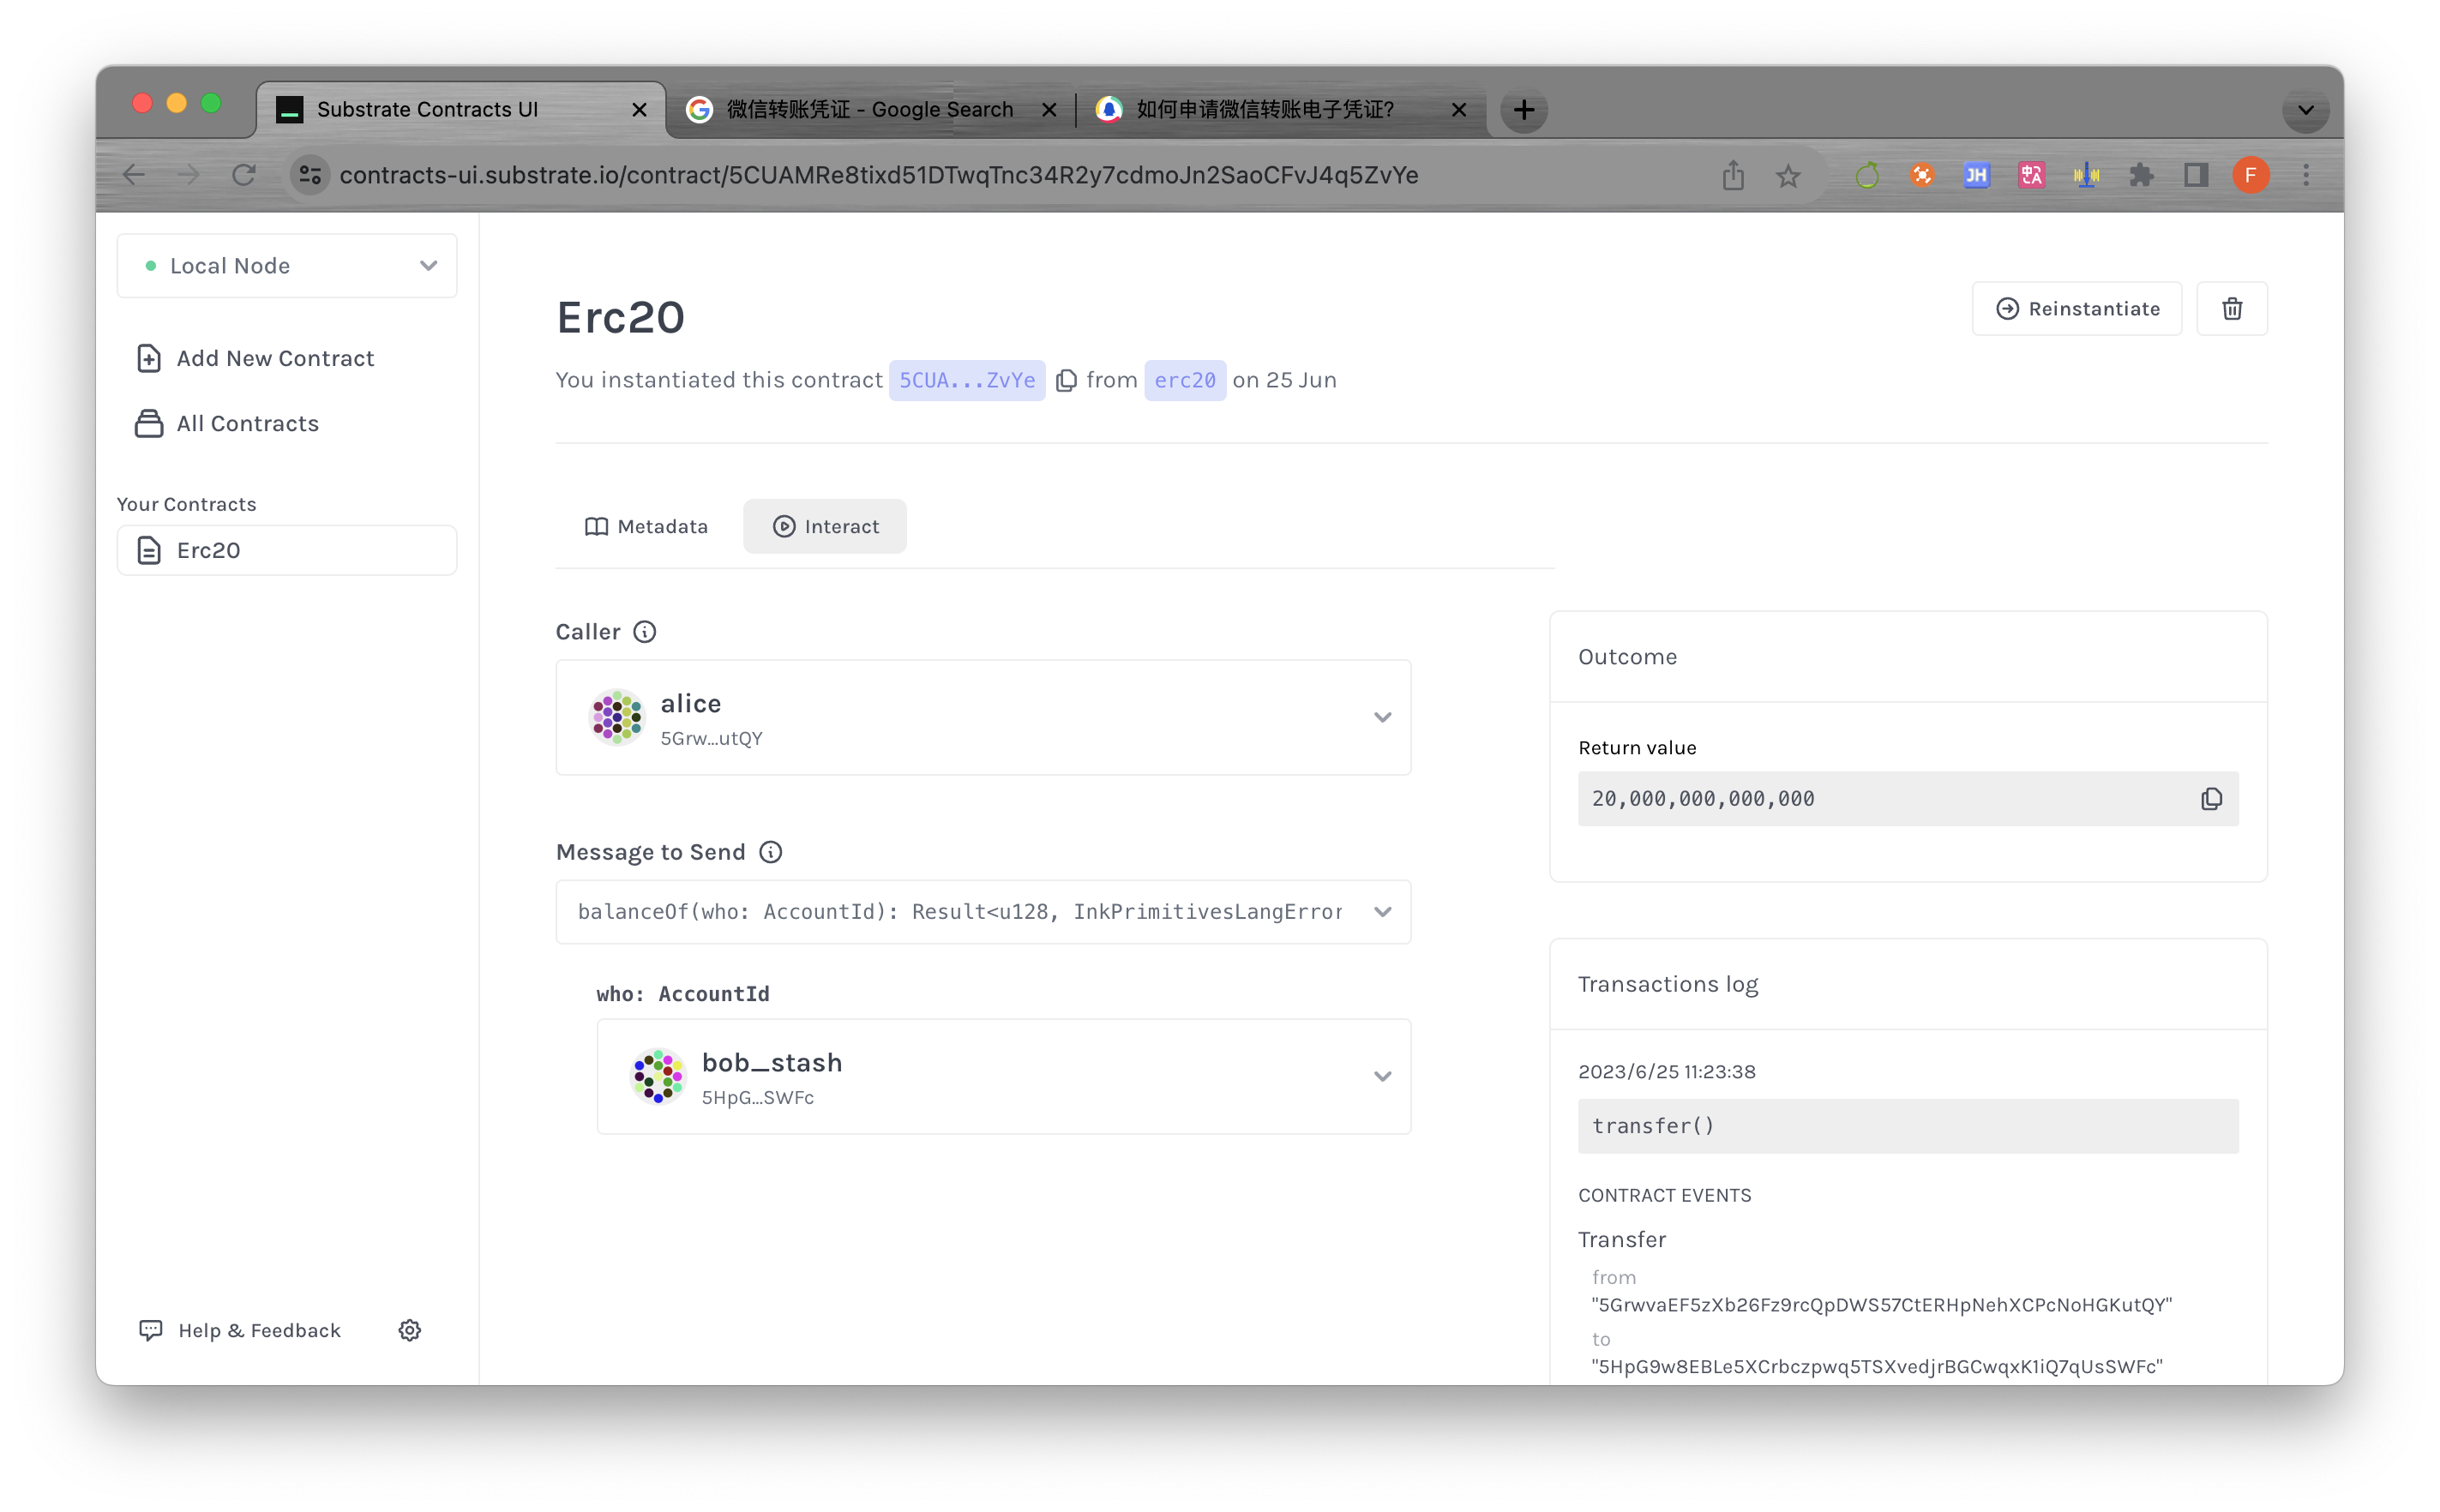 Substrate Contracts UI
微信转账凭证 - Google Search
如何申请微信转账电子凭证?
contracts-ui.substrate.io/contract/5CUAMRe8tixd51DTwqTnc34R2y7cdmoJn2SaoCFvJ4q5ZvYe
JH
中A
F
Local Node
Add New Contract
All Contracts
Your Contracts
Erc20
Help & Feedback
Erc20
You instantiated this contract 5CUA...ZvYe from erc20 on 25 Jun
Reinstantiate
Metadata
Interact
Caller
alice
5Grw...utQY
Message to Send
balanceOf(who: AccountId): Result<u128, InkPrimitivesLangError
who: AccountId
bob_stash
5HpG...SWFc
Outcome
Return value
20,000,000,000,000
Transactions log
2023/6/25 11:23:38
transfer()
CONTRACT EVENTS
Transfer
from
"5GrwvaEF5zXb26Fz9rcQpDWS57CtERHpNehXCPcNoHGKutQY"
to
"5HpG9w8EBLe5XCrbczpwq5TSXvedjrBGCwqxK1iQ7qUsSWFc"